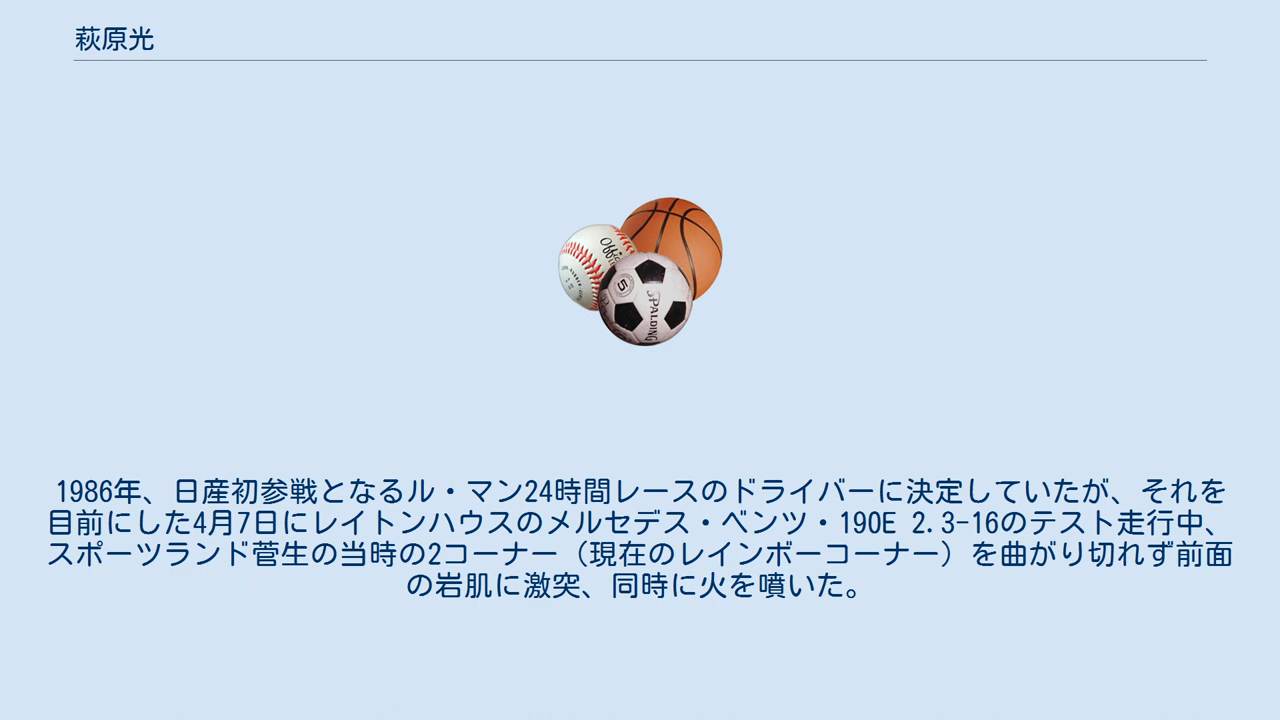 萩原光
Offi
5
SPALDING
1986年、日産初参戦となるル・マン24時間レースのドライバーに決定していたが、それを
目前にした4月7日にレイトンハウスのメルセデス・ベンツ・190E 2.3-16のテスト走行中、
スポーツランド菅生の当時の2コーナー（現在のレインボーコーナー）を曲がり切れず前面
の岩肌に激突、同時に火を噴いた。